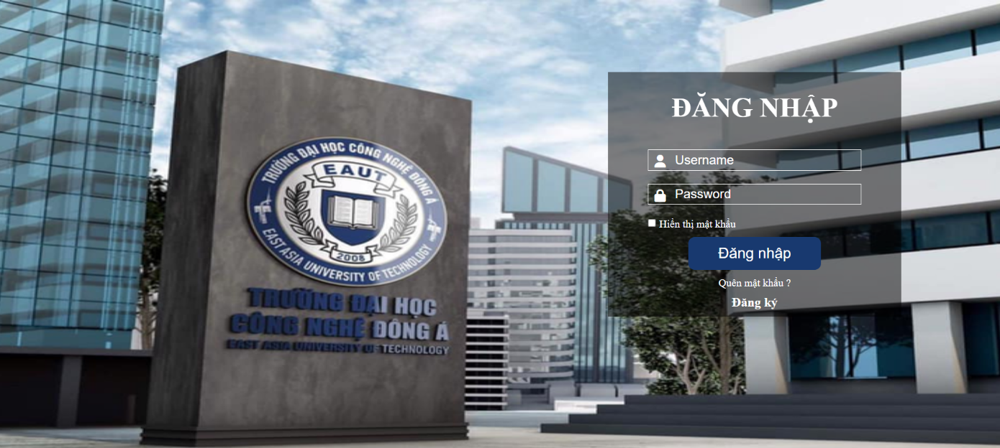 TRƯỜNG ĐẠI HỌC CÔNG NGHỆ ĐÔNG Á
EAUT
2008
EAST ASIA UNIVERSITY OF TECHNOLOGY
TRƯỜNG ĐẠI HỌC
CÔNG NGHỆ ĐÔNG Á
EAST ASIA UNIVERSITY OF TECHNOLOGY
ĐĂNG NHẬP
Username
Password
Hiển thị mật khẩu
Đăng nhập
Quên mật khẩu ?
Đăng ký